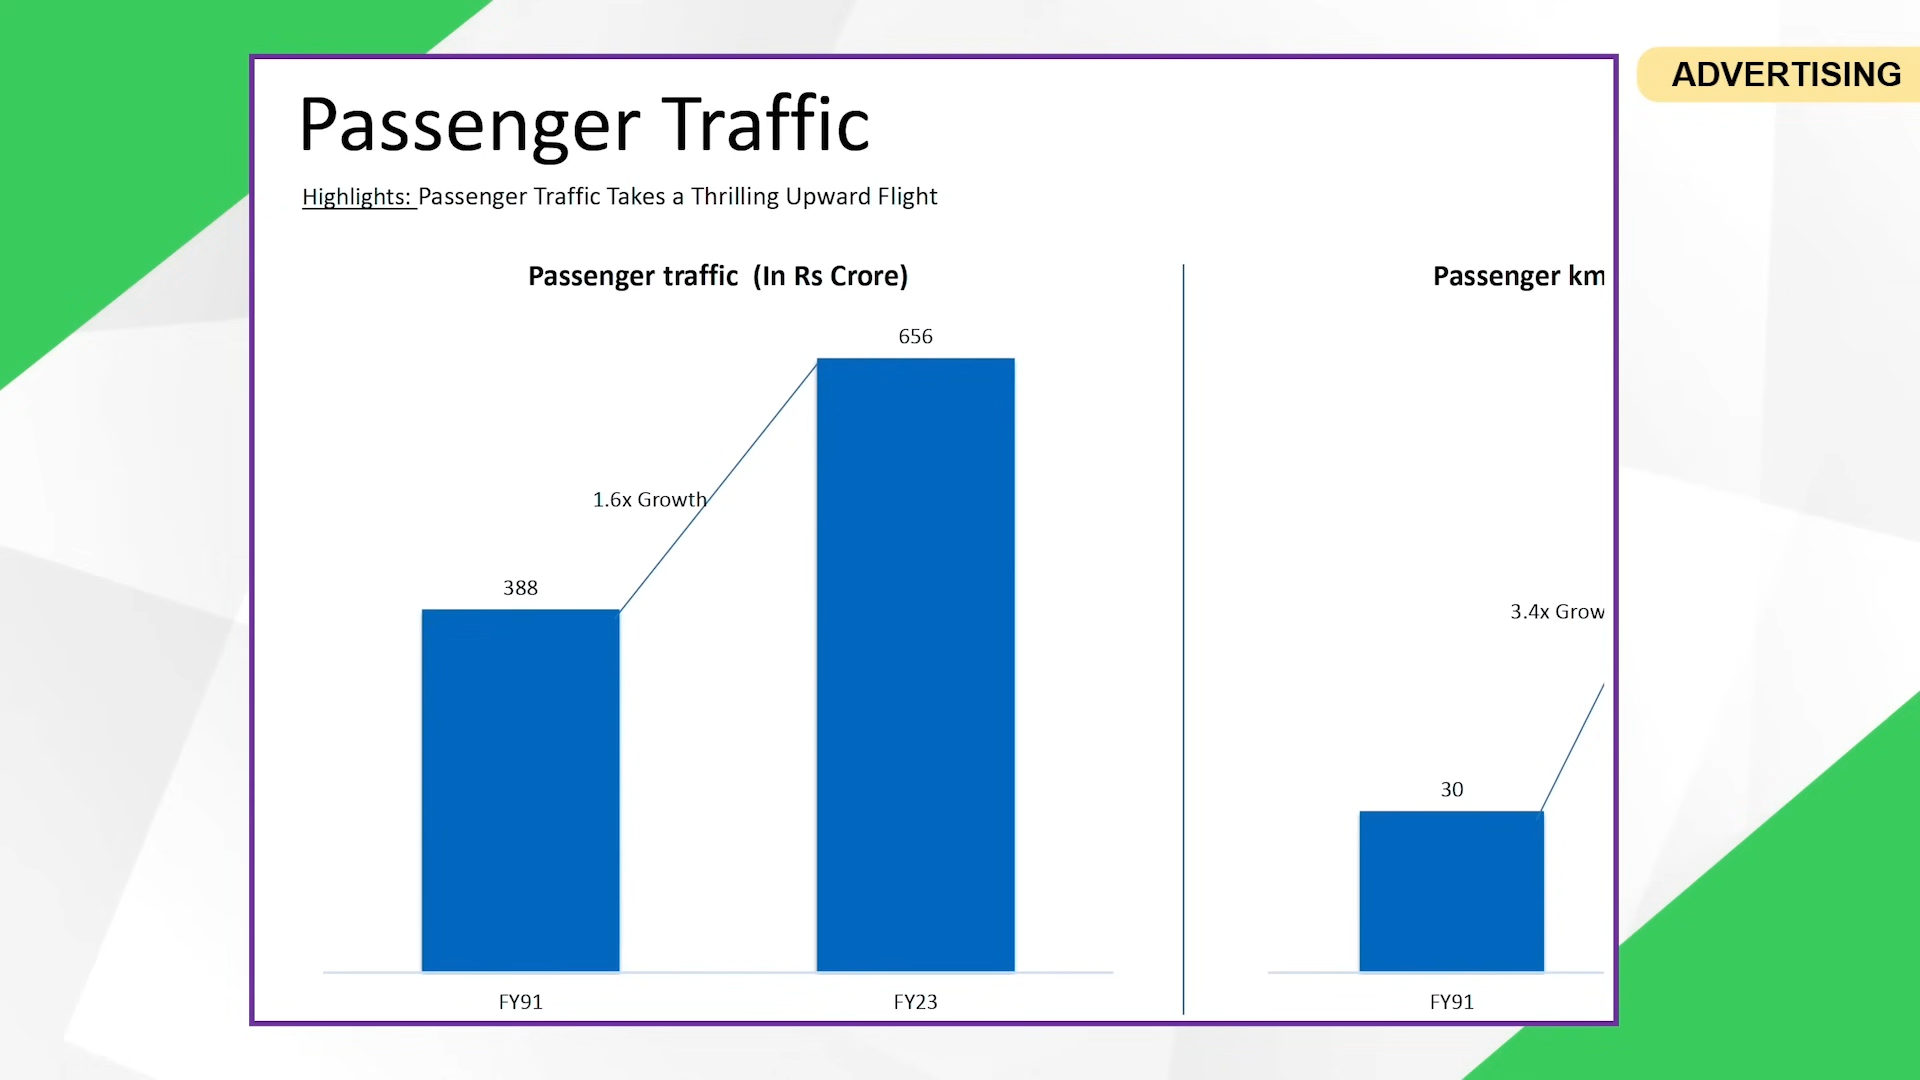 ADVERTISING
Passenger Traffic
Highlights: Passenger Traffic Takes a Thrilling Upward Flight
Passenger traffic (In Rs Crore)
656
1.6x Growth
388
FY91 FY23
Passenger km
3.4x Grow
30
FY91